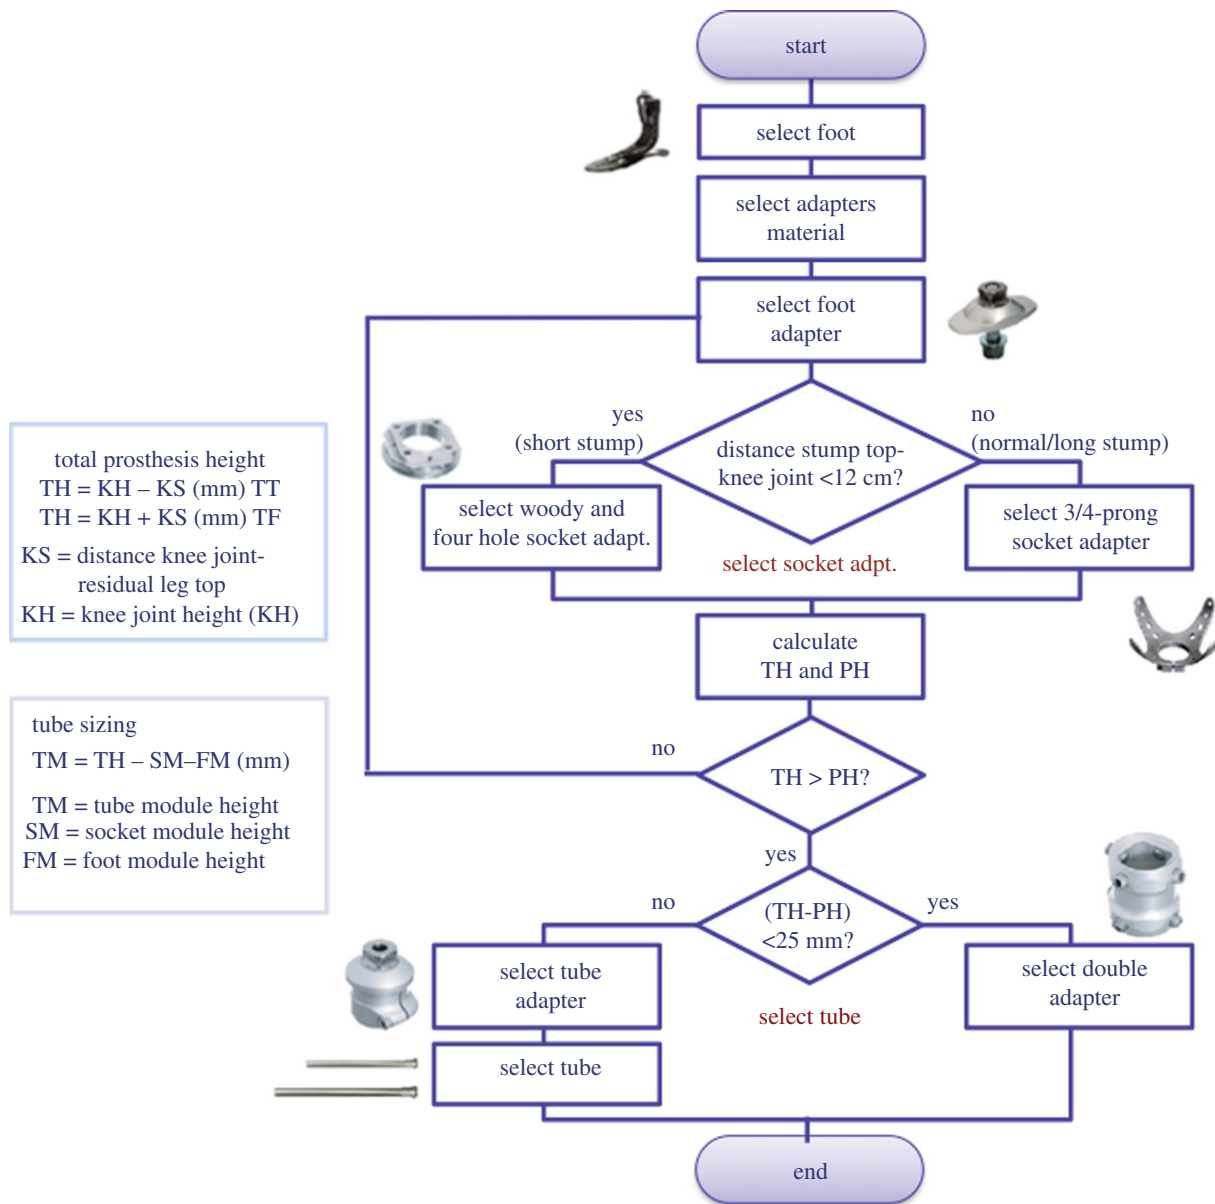 start
select foot
select adapters
material
select foot
adapter
yes
(short stump)
no
(normal/long stump)
distance stump top-
knee joint <12 cm?
select woody and
four hole socket adapt.
select 3/4-prong
socket adapter
select socket adpt.
total prosthesis height
TH = KH – KS (mm) TT
TH = KH + KS (mm) TF
KS = distance knee joint-
residual leg top
KH = knee joint height (KH)
calculate
TH and PH
tube sizing
TM = TH – SM–FM (mm)
TM = tube module height
SM = socket module height
FM = foot module height
no
TH > PH?
yes
no
(TH-PH)
<25 mm?
yes
select tube
adapter
select double
adapter
select tube
select tube
end